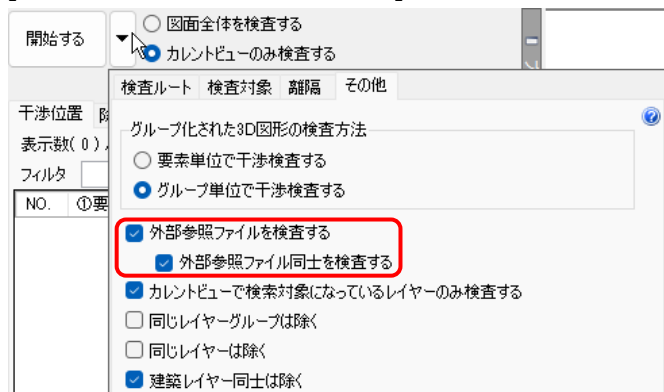 開始する
図面全体を検査する
カレントビューのみ検査する
検査ルート 検査対象 離隔 その他
干渉位置
表示数( 0 )
フィルタ
NO. ①要
グループ化された3D図形の検査方法
要素単位で干渉検査する
グループ単位で干渉検査する
外部参照ファイルを検査する
外部参照ファイル同士を検査する
カレントビューで検索対象になっているレイヤーのみ検査する
同じレイヤーグループは除く
同じレイヤーは除く
建築レイヤー同士は除く